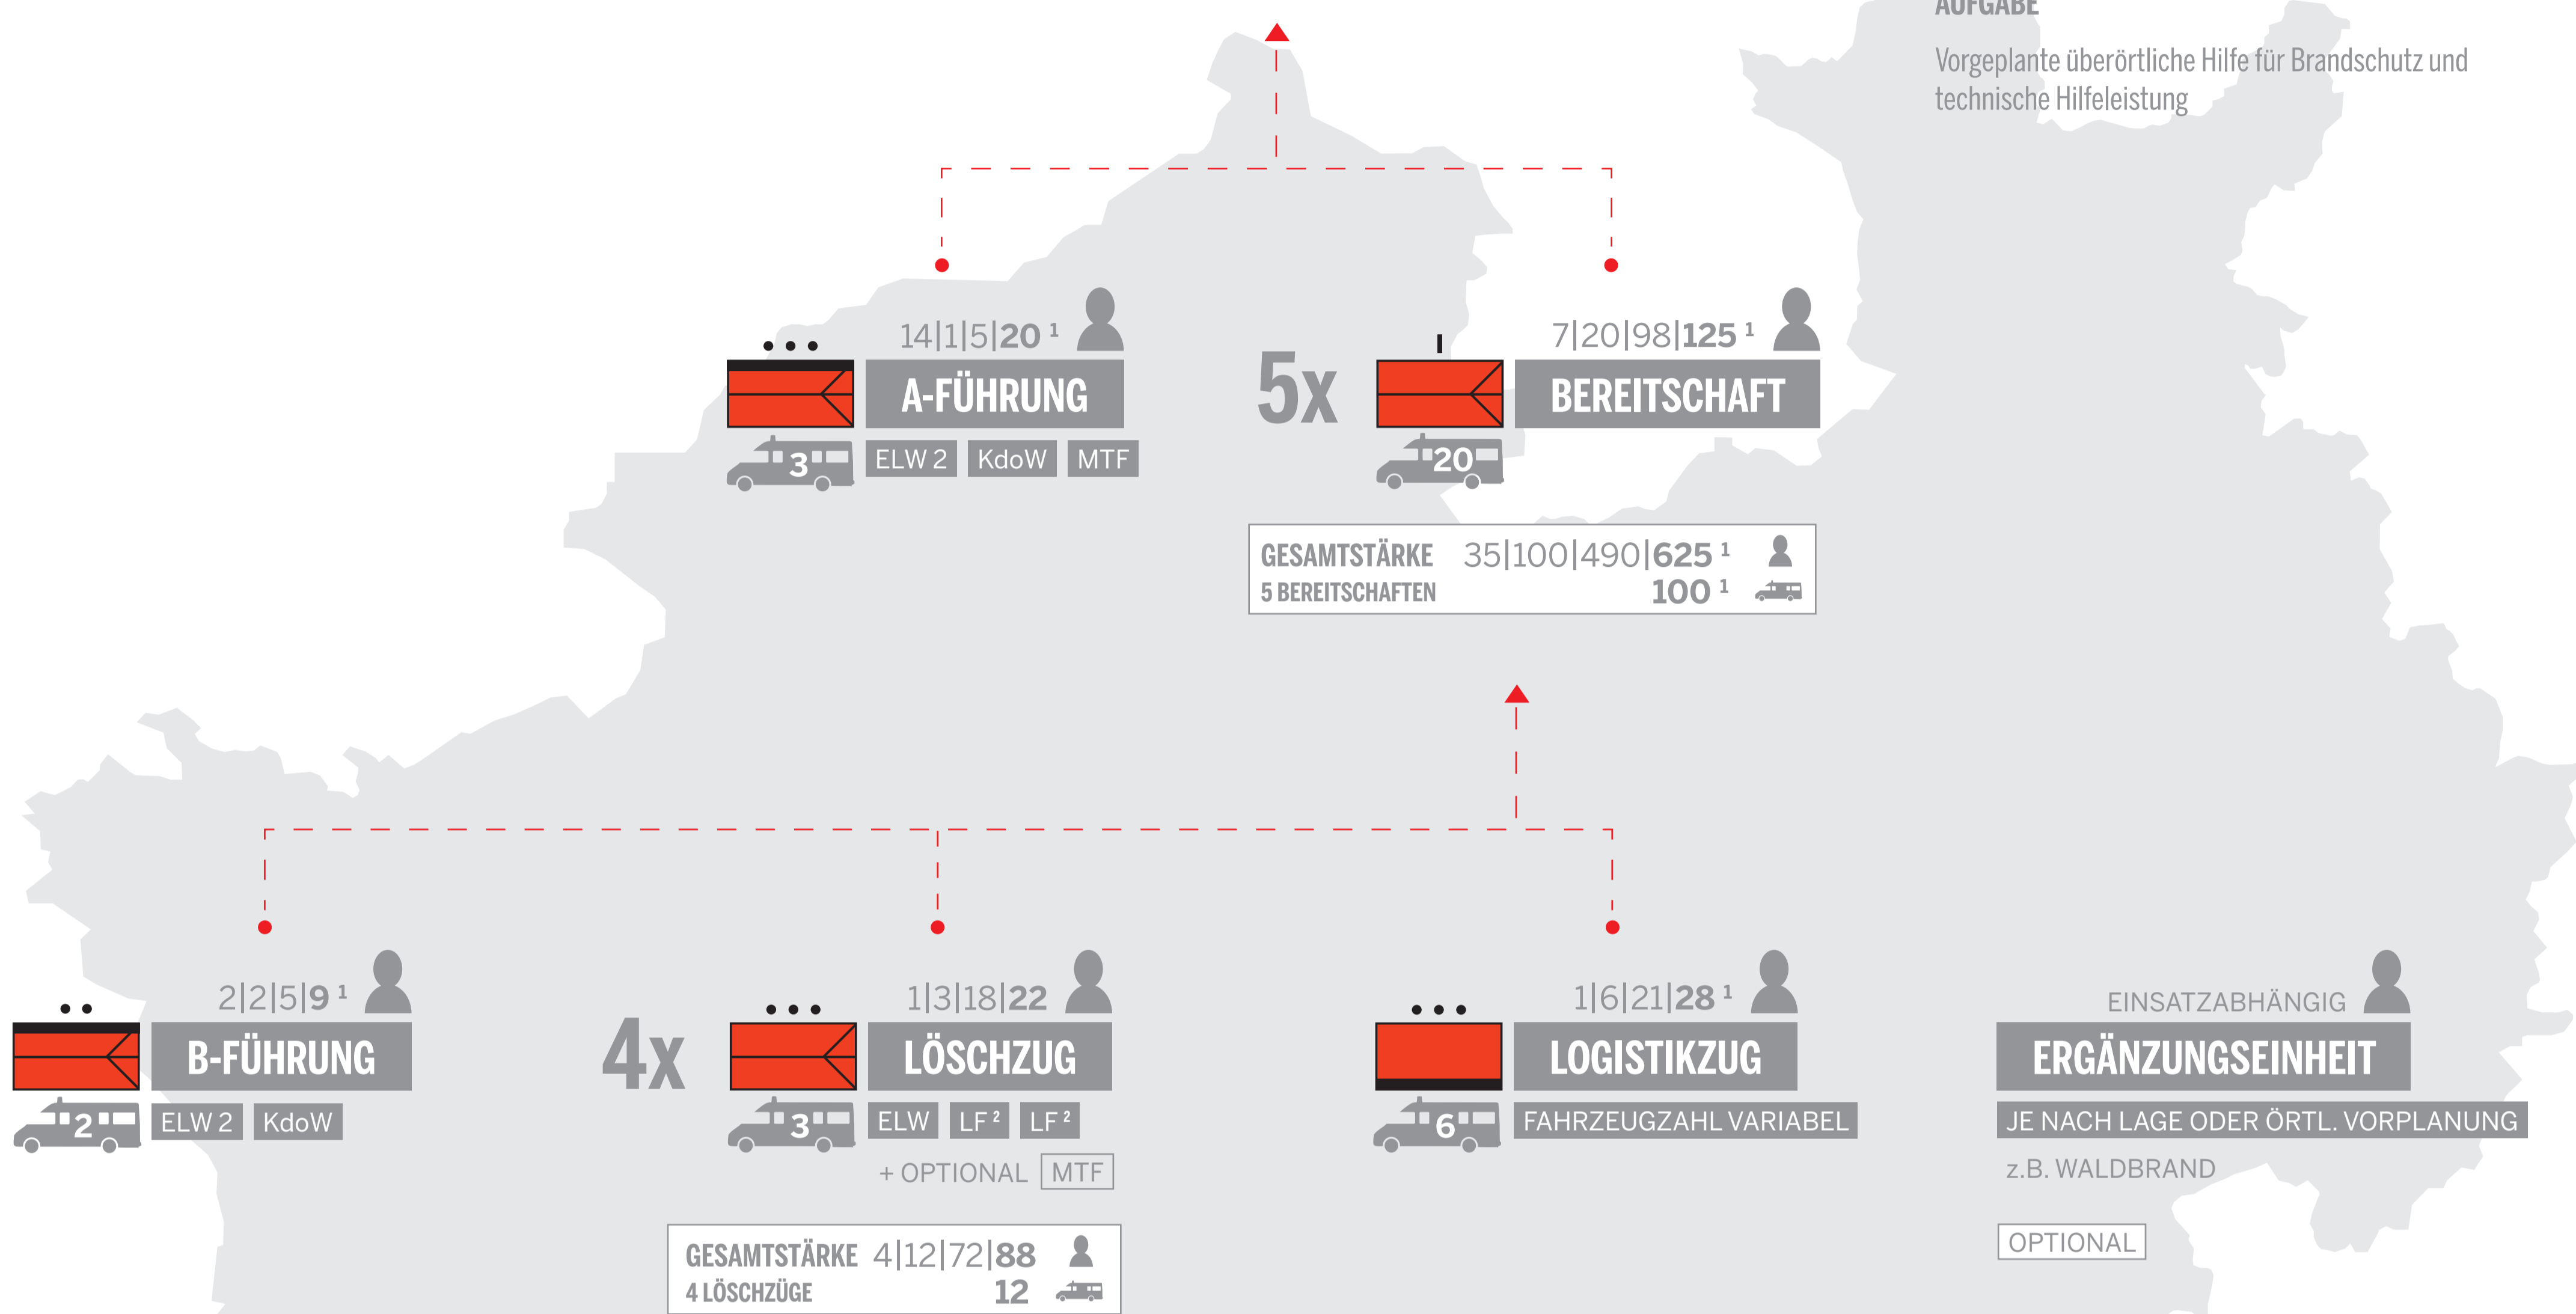 AUFGABE
Vorgeplante überörtliche Hilfe für Brandschutz und
technische Hilfeleistung
14|1|5|20 ¹
A-FÜHRUNG
3
ELW 2 KdoW MTF
5x
7|20|98|125 ¹
BEREITSCHAFT
20
GESAMTSTÄRKE 35|100|490|625 ¹
5 BEREITSCHAFTEN 100 ¹
2|2|5|9 ¹
B-FÜHRUNG
2
ELW 2 KdoW
4x
1|3|18|22
LÖSCHZUG
3
ELW LF ² LF ²
+ OPTIONAL MTF
GESAMTSTÄRKE 4|12|72|88
4 LÖSCHZÜGE 12
1|6|21|28 ¹
LOGISTIKZUG
6
FAHRZEUGZAHL VARIABEL
EINSATZABHÄNGIG
ERGÄNZUNGSEINHEIT
JE NACH LAGE ODER ÖRTL. VORPLANUNG
z.B. WALDBRAND
OPTIONAL